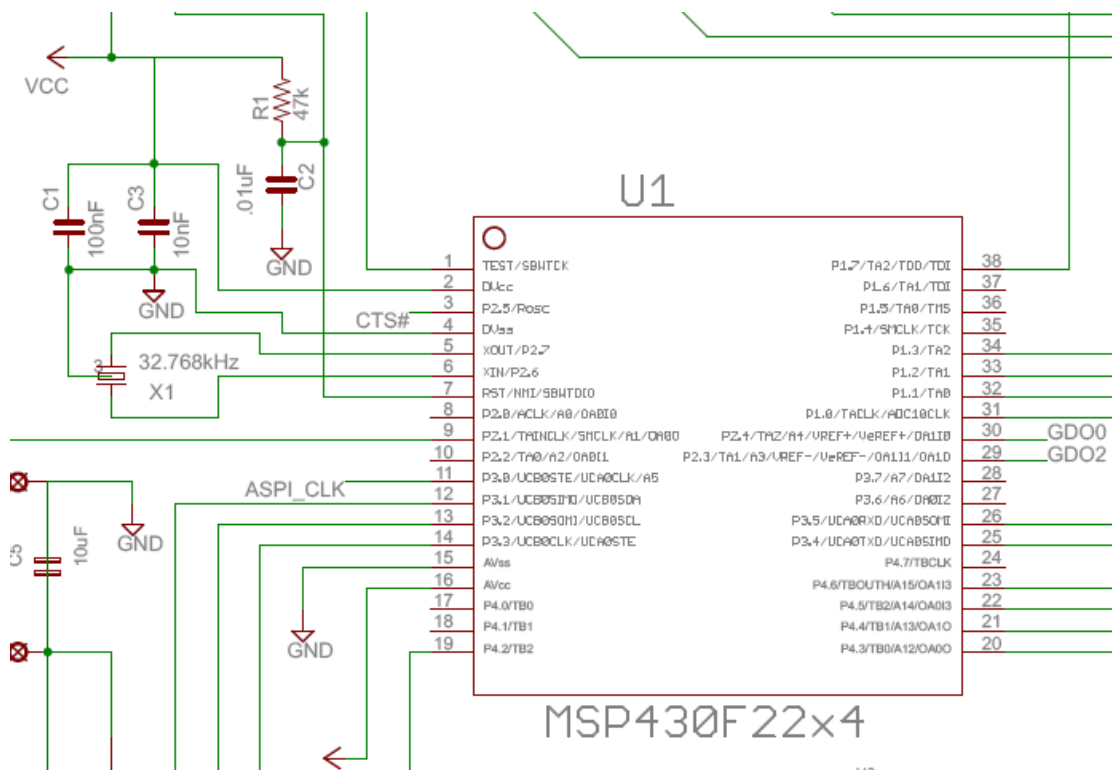 VCC
R1
47k
.01uF
C2
GND
C1
100nF
C3
10nF
GND
CTS#
3
32.768kHz
X1
ASPI_CLK
GND
C5
10uF
GND
U1
1 TEST/SBWTCK
2 DVcc
3 P2.5/Rosc
4 DVss
5 XOUT/P2.7
6 XIN/P2.6
7 RST/NMI/SBWTDIO
8 P2.0/ACLK/A0/OA0I0
9 P2.1/TAINCLK/SMCLK/A1/OA0O
10 P2.2/TA0/A2/OA0I1
11 P3.0/UCB0STE/UCA0CLK/A5
12 P3.1/UCB0SIMO/UCB0SDA
13 P3.2/UCB0SOMI/UCB0SCL
14 P3.3/UCB0CLK/UCA0STE
15 AVss
16 AVcc
17 P4.0/TB0
18 P4.1/TB1
19 P4.2/TB2
P1.7/TA2/TDO/TDI 38
P1.6/TA1/TDI 37
P1.5/TA0/TMS 36
P1.4/SMCLK/TCK 35
P1.3/TA2 34
P1.2/TA1 33
P1.1/TA0 32
P1.0/TACLK/ADC10CLK 31
P2.4/TA2/A4/VREF+/VeREF+/OA1I0 30 GDO0
P2.3/TA1/A3/VREF-/VeREF-/OA1I1/OA1O 29 GDO2
P3.7/A7/OA1I2 28
P3.6/A6/OA0I2 27
P3.5/UCA0RXD/UCA0SOMI 26
P3.4/UCA0TXD/UCA0SIMO 25
P4.7/TBCLK 24
P4.6/TBOUTH/A15/OA1I3 23
P4.5/TB2/A14/OA0I3 22
P4.4/TB1/A13/OA1O 21
P4.3/TB0/A12/OA0O 20
MSP430F22x4